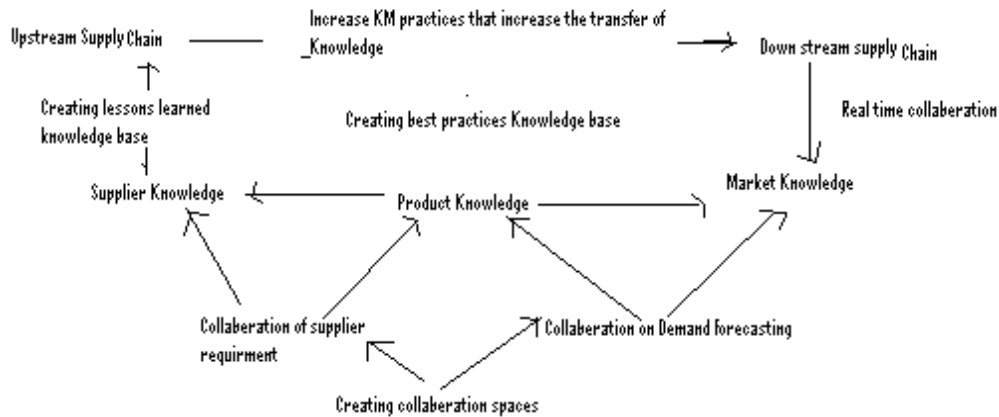 Increase KM practices that increase the transfer of
_Knowledge
Upstream Supply Chain
Down stream supply Chain
Creating lessons learned
knowledge base
Real time collaboration
Creating best practices Knowledge base
Supplier Knowledge
Product Knowledge
Market Knowledge
Collaberation of supplier
requirment
Collaberation on Demand forecasting
Creating collaboration spaces